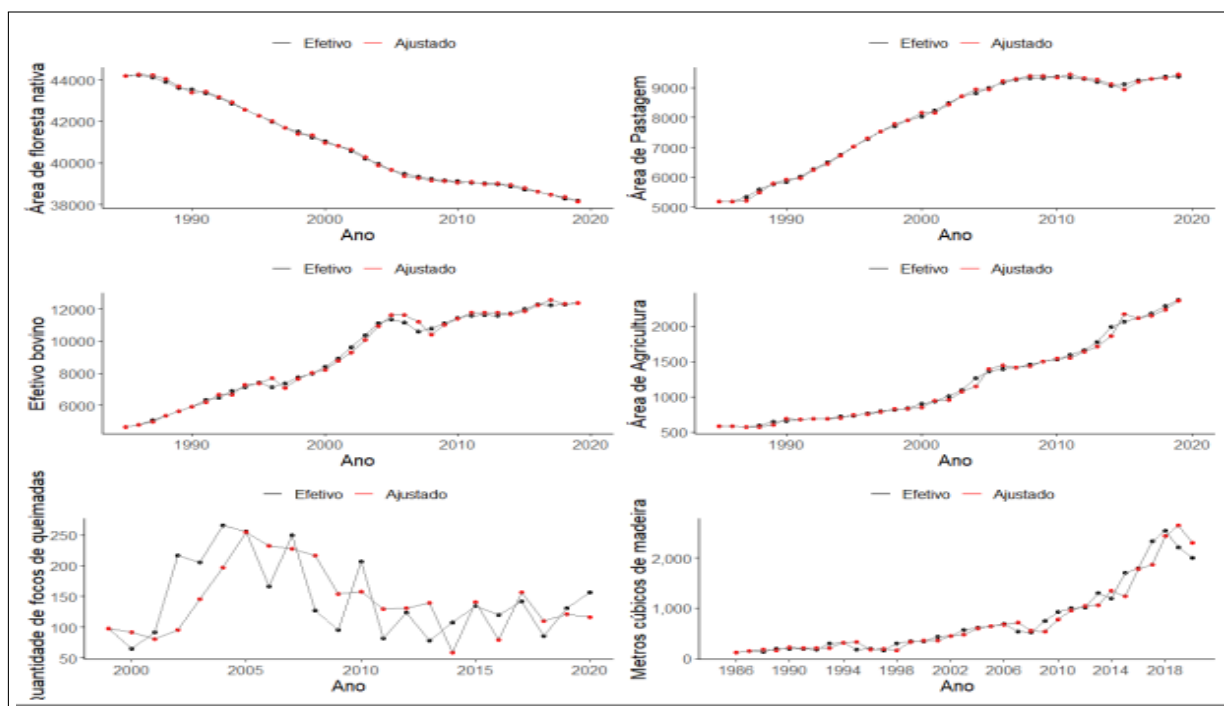 Efetivo Ajustado
Área de floresta nativa
44000
42000
40000
38000
1990 2000 2010 2020
Ano
Efetivo Ajustado
Área de Pastagem
9000
8000
7000
6000
5000
1990 2000 2010 2020
Ano
Efetivo Ajustado
Efetivo bovino
12000
10000
8000
6000
1990 2000 2010 2020
Ano
Efetivo Ajustado
Área de Agricultura
2000
1500
1000
500
1990 2000 2010 2020
Ano
Efetivo Ajustado
Quantidade de focos de queimadas
250
200
150
100
50
2000 2005 2010 2015 2020
Ano
Efetivo Ajustado
Metros cúbicos de madeira
2,000
1,000
0
1986 1990 1994 1998 2002 2006 2010 2014 2018
Ano